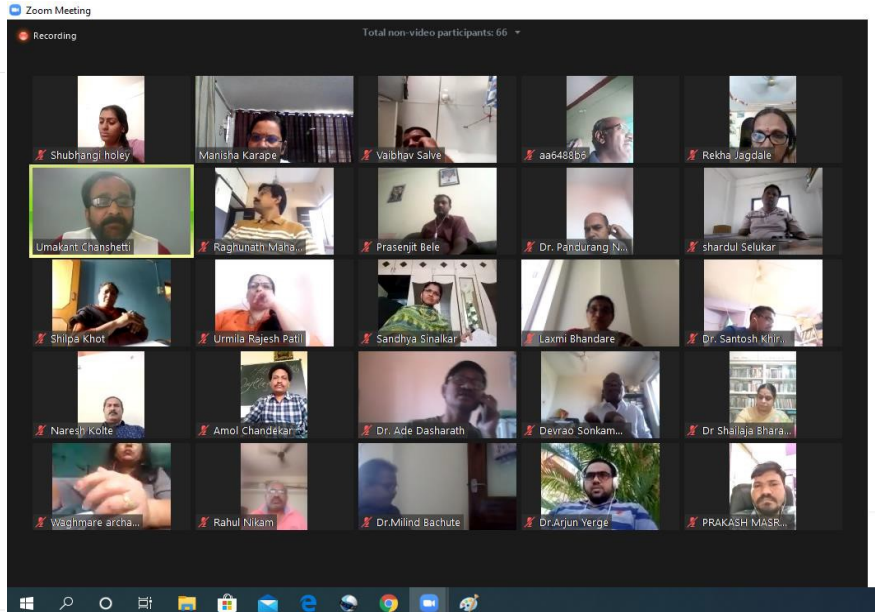 Zoom Meeting
Recording
Total non-video participants: 66
Shubhangi holey
Manisha Karape
Vaibhav Salve
aa6488b6
Rekha Jagdale
Umakant Chanshetti
Raghunath Maha...
Prasenjit Bele
Dr. Pandurang N...
shardul Selukar
Shilpa Khot
Urmila Rajesh Patil
Sandhya Sinalkar
Laxmi Bhandare
Dr. Santosh Khir...
Naresh Kolte
Amol Chandekar
Dr. Ade Dasharath
Devrao Sonkam...
Dr Shailaja Bhara...
Waghmare archa...
Rahul Nikam
Dr.Milind Bachute
Dr.Arjun Yerge
PRAKASH MASR...